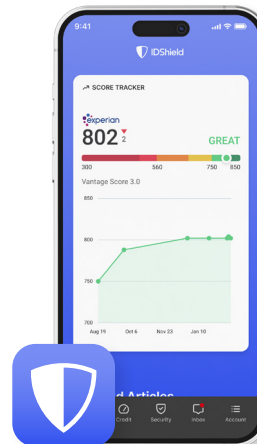 9:41
IDShield
SCORE TRACKER
experian
802 2
GREAT
300 560 750 850
Vantage Score 3.0
850
800
750
700
Aug 19 Oct 6 Nov 23 Jan 10
Articles
Credit Security Inbox Account